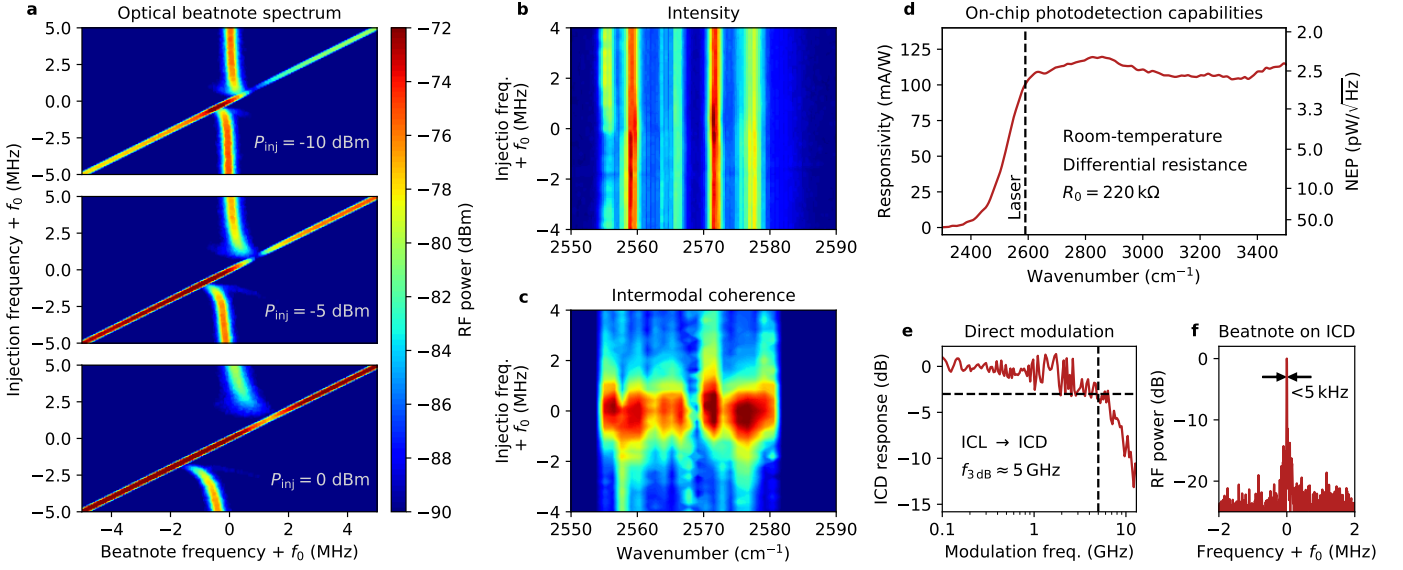 a
Optical beatnote spectrum
5.0
2.5
0.0
−2.5
−5.0
P_inj = -10 dBm
5.0
2.5
0.0
−2.5
−5.0
P_inj = -5 dBm
5.0
2.5
0.0
−2.5
−5.0
P_inj = 0 dBm
−4 −2 0 2 4
Injection frequency + f_0 (MHz)
Beatnote frequency + f_0 (MHz)
−72
−74
−76
−78
−80
−82
−84
−86
−88
−90
RF power (dBm)
b
Intensity
4
2
0
−2
−4
2550 2560 2570 2580 2590
Injectio freq.
+ f_0 (MHz)
c
Intermodal coherence
4
2
0
−2
−4
2550 2560 2570 2580 2590
Injectio freq.
+ f_0 (MHz)
Wavenumber (cm⁻¹)
d
On-chip photodetection capabilities
125
100
75
50
25
0
Responsivity (mA/W)
2.0
2.5
3.3
5.0
10.0
50.0
NEP (pW/√Hz)
Laser
Room-temperature
Differential resistance
R_0 = 220 kΩ
2400 2600 2800 3000 3200 3400
Wavenumber (cm⁻¹)
e
Direct modulation
0
−5
−10
−15
ICD response (dB)
ICL → ICD
f_3 dB ≈ 5 GHz
0.1 1 10
Modulation freq. (GHz)
f
Beatnote on ICD
0
−10
−20
RF power (dB)
<5 kHz
−2 0 2
Frequency + f_0 (MHz)